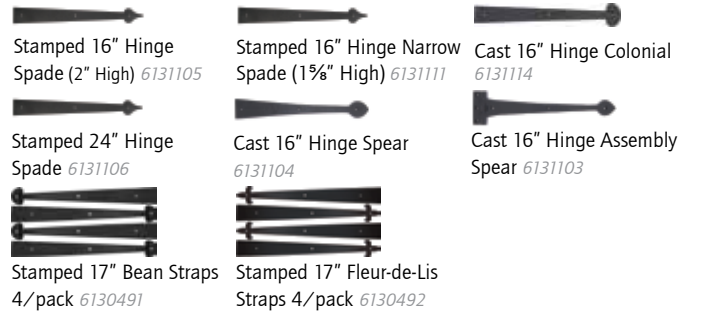 Stamped 16” Hinge
Spade (2” High) 6131105
Stamped 16” Hinge Narrow
Spade (1⅝” High) 6131111
Cast 16” Hinge Colonial
6131114
Stamped 24” Hinge
Spade 6131106
Cast 16” Hinge Spear
6131104
Cast 16” Hinge Assembly
Spear 6131103
Stamped 17” Bean Straps
4/pack 6130491
Stamped 17” Fleur-de-Lis
Straps 4/pack 6130492